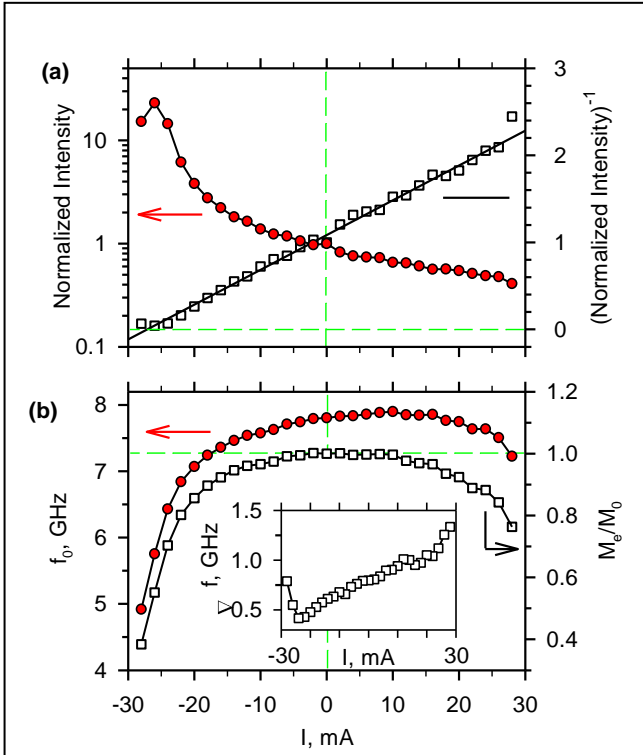 (a)
Normalized Intensity
10
1
0.1
3
2
1
0
(Normalized Intensity)⁻¹
(b)
f₀, GHz
8
7
6
5
4
1.2
1.0
0.8
0.6
0.4
Mₑ/M₀
∇ f, GHz
1.5
1.0
0.5
-30
I, mA
30
-30 -20 -10 0 10 20 30
I, mA